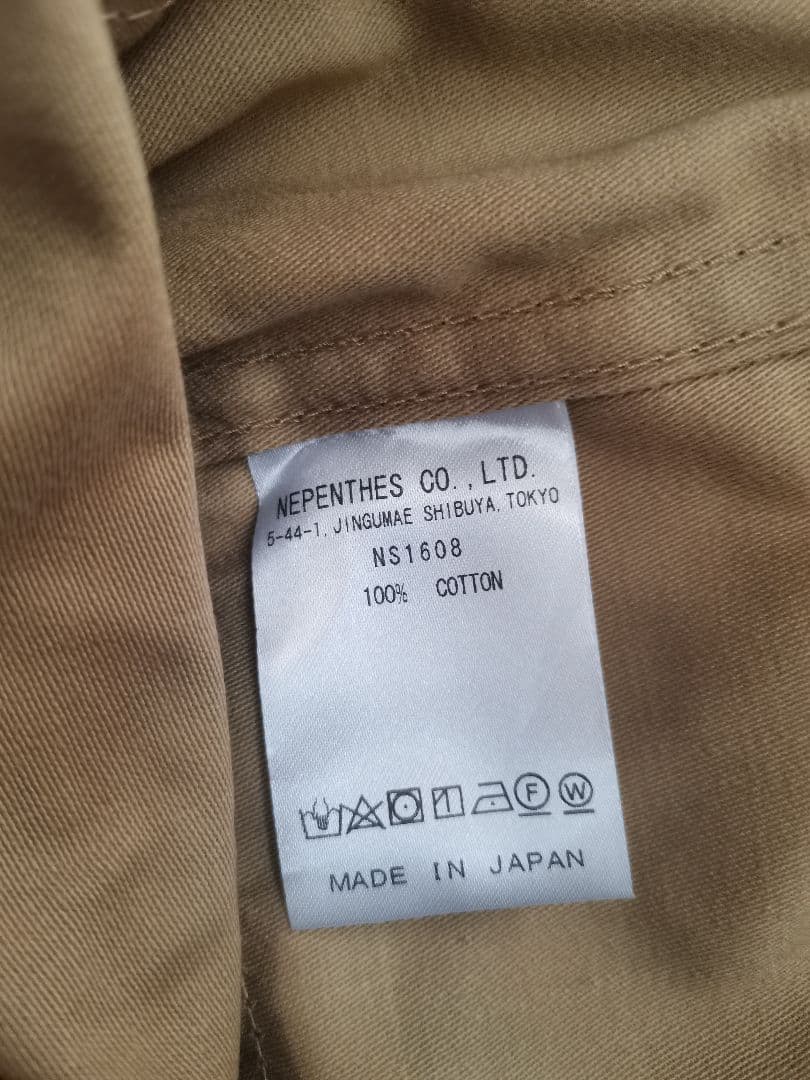 NEPENTHES CO.,LTD.
5-44-1, JINGUMAE SHIBUYA, TOKYO
NS1608
100% COTTON
F W
MADE IN JAPAN